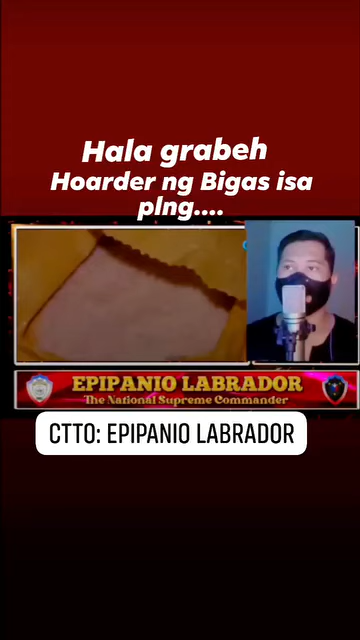 Hala grabeh
Hoarder ng Bigas isa
plng....
EPIPANIO LABRADOR
The National Supreme Commander
CTTO: EPIPANIO LABRADOR